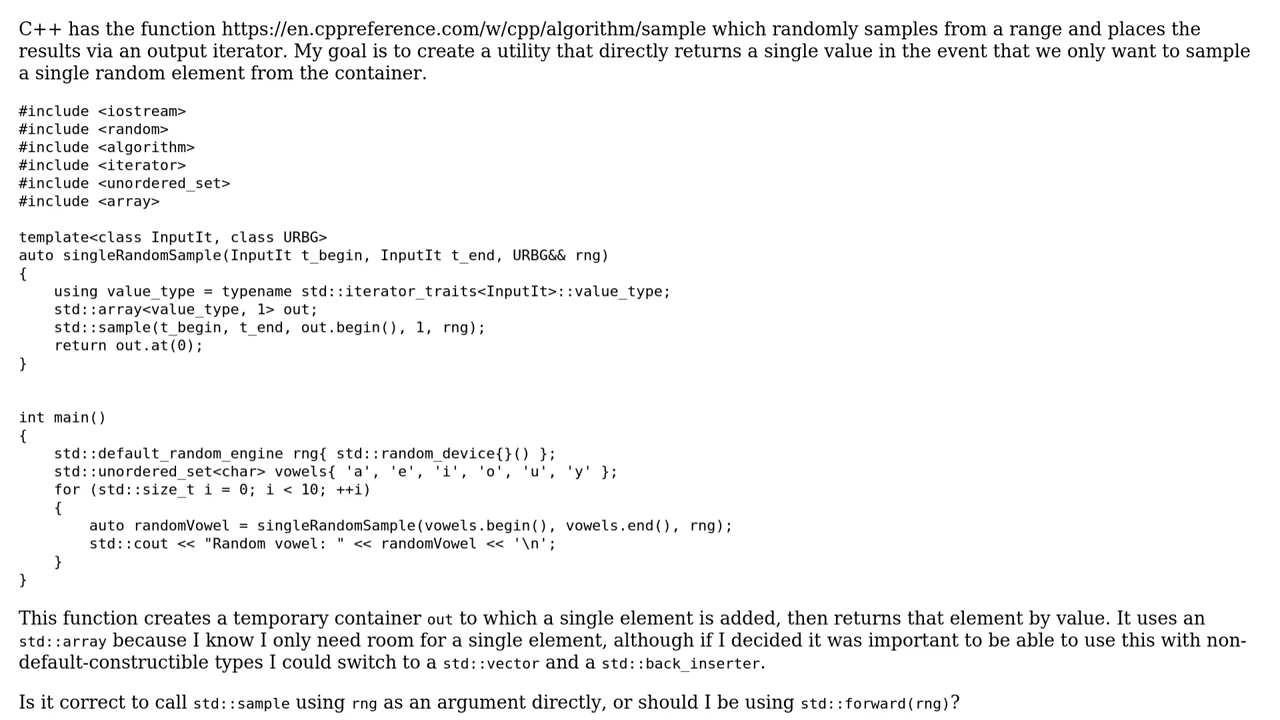 C++ has the function https://en.cppreference.com/w/cpp/algorithm/sample which randomly samples from a range and places the
results via an output iterator. My goal is to create a utility that directly returns a single value in the event that we only want to sample
a single random element from the container.
#include <iostream>
#include <random>
#include <algorithm>
#include <iterator>
#include <unordered_set>
#include <array>
template<class InputIt, class URBG>
auto singleRandomSample(InputIt t_begin, InputIt t_end, URBG&& rng)
{
    using value_type = typename std::iterator_traits<InputIt>::value_type;
    std::array<value_type, 1> out;
    std::sample(t_begin, t_end, out.begin(), 1, rng);
    return out.at(0);
}
int main()
{
    std::default_random_engine rng{ std::random_device{}() };
    std::unordered_set<char> vowels{ 'a', 'e', 'i', 'o', 'u', 'y' };
    for (std::size_t i = 0; i < 10; ++i)
    {
        auto randomVowel = singleRandomSample(vowels.begin(), vowels.end(), rng);
        std::cout << "Random vowel: " << randomVowel << '\n';
    }
}
This function creates a temporary container out to which a single element is added, then returns that element by value. It uses an
std::array because I know I only need room for a single element, although if I decided it was important to be able to use this with non-
default-constructible types I could switch to a std::vector and a std::back_inserter.
Is it correct to call std::sample using rng as an argument directly, or should I be using std::forward(rng)?